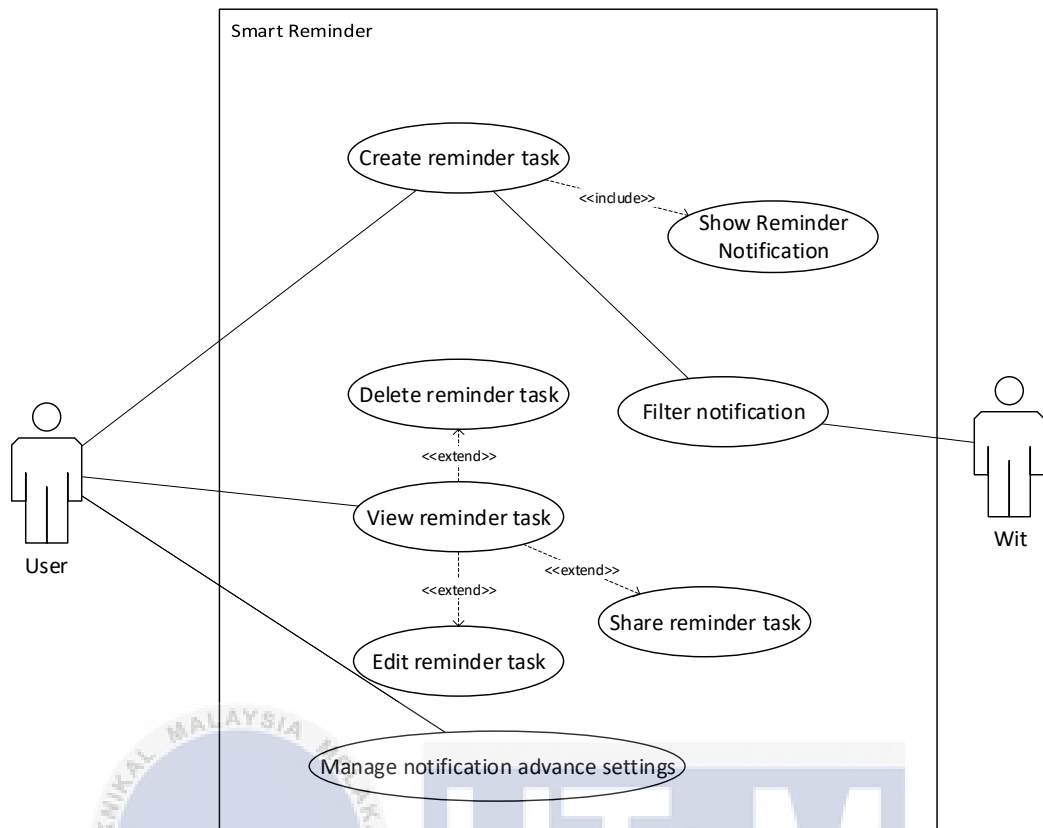 Smart Reminder
Create reminder task
<<include>>
Show Reminder
Notification
Delete reminder task
Filter notification
<<extend>>
View reminder task
User
Wit
<<extend>>
<<extend>>
Share reminder task
Edit reminder task
MALAYSIA
Manage notification advance settings